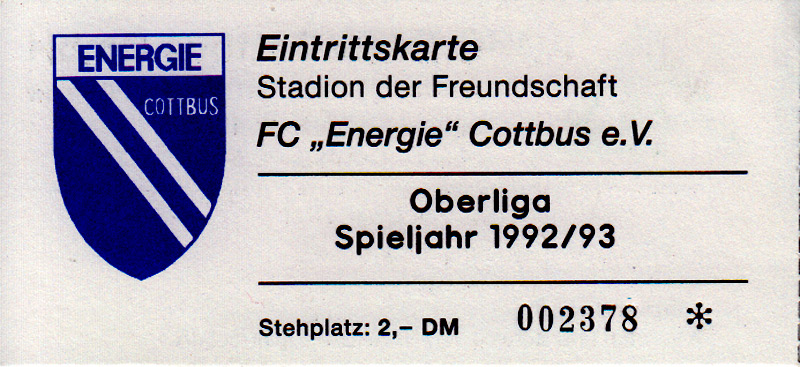 ENERGIE
COTTBUS
Eintrittskarte
Stadion der Freundschaft
FC „Energie“ Cottbus e.V.
Oberliga
Spieljahr 1992/93
Stehplatz: 2,– DM 002378 *